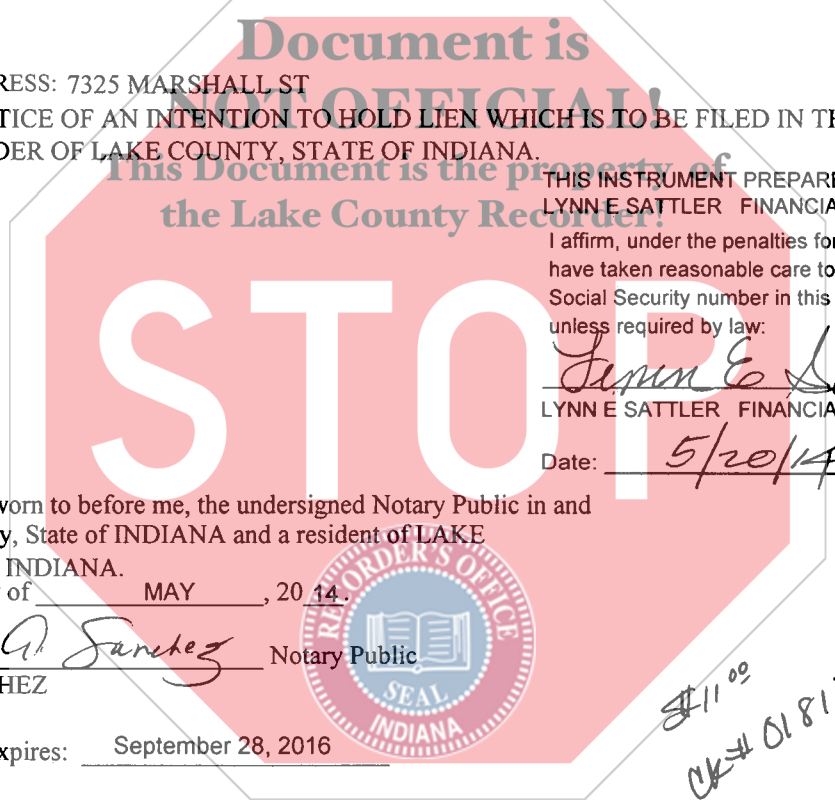 Document is
NOT OFFICIAL!
This Document is the property of
the Lake County Recorder!
STOP
RESS: 7325 MARSHALL ST
TICE OF AN INTENTION TO HOLD LIEN WHICH IS TO BE FILED IN TH
DER OF LAKE COUNTY, STATE OF INDIANA.
THIS INSTRUMENT PREPARE
LYNN E SATTLER FINANCIA
I affirm, under the penalties for
have taken reasonable care to
Social Security number in this
unless required by law:
Lynn E S
LYNN E SATTLER FINANCIA
Date: 5/20/14
worn to before me, the undersigned Notary Public in and
y, State of INDIANA and a resident of LAKE
INDIANA.
of MAY, 20 14.
A. Sanchez Notary Public
HEZ
xpires: September 28, 2016
RECORDER'S OFFICE
SEAL
INDIANA
$11 00
CK# 0181